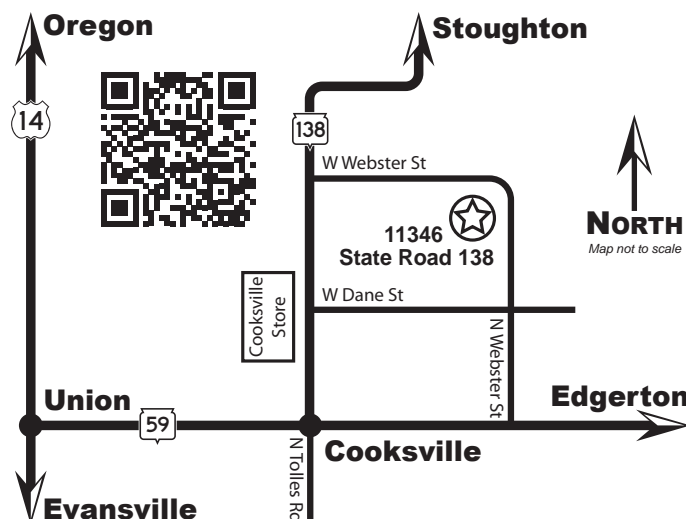 Oregon
Stoughton
14
138
W Webster St
11346
State Road 138
NORTH
Map not to scale
Cooksville
Store
W Dane St
N Webster St
Union
59
Edgerton
Cooksville
N Tolles Rd
Evansville